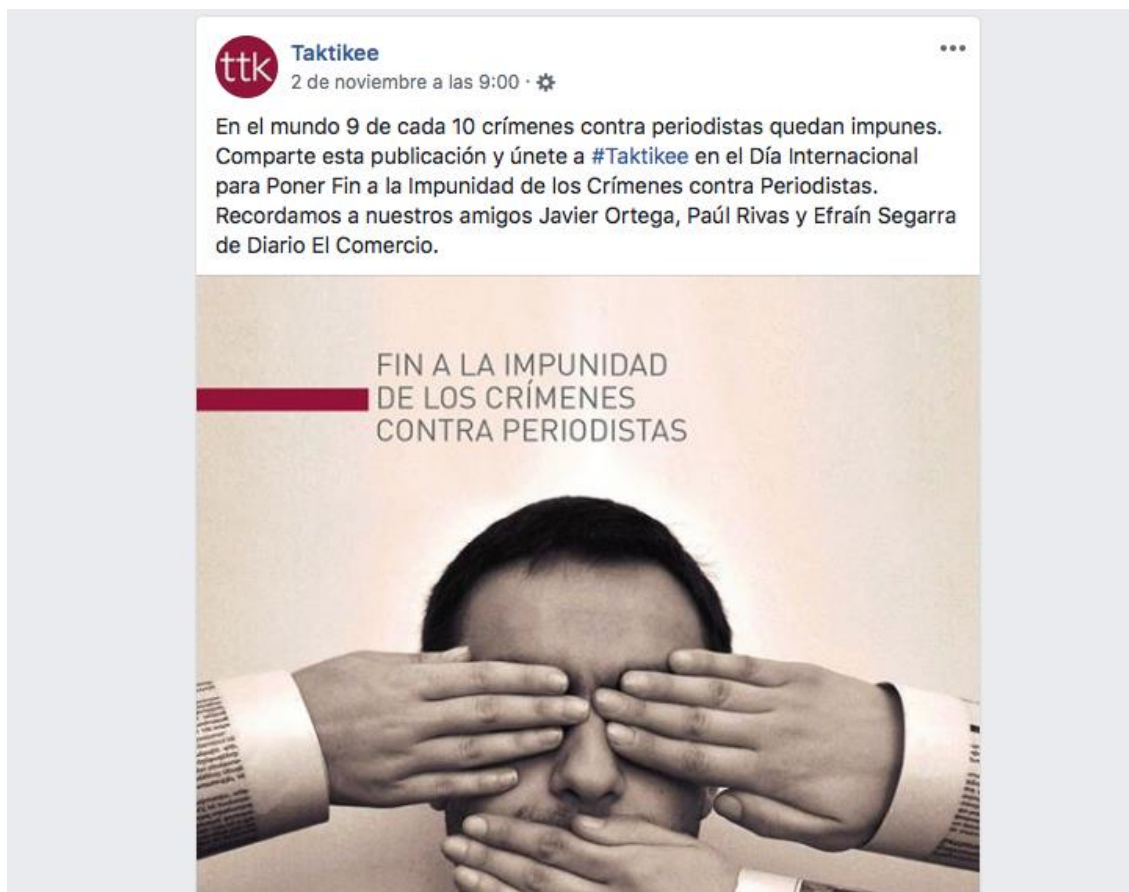 ttk
Taktikee
2 de noviembre a las 9:00 ·
En el mundo 9 de cada 10 crímenes contra periodistas quedan impunes.
Comparte esta publicación y únete a #Taktikee en el Día Internacional
para Poner Fin a la Impunidad de los Crímenes contra Periodistas.
Recordamos a nuestros amigos Javier Ortega, Paúl Rivas y Efraín Segarra
de Diario El Comercio.
FIN A LA IMPUNIDAD
DE LOS CRÍMENES
CONTRA PERIODISTAS